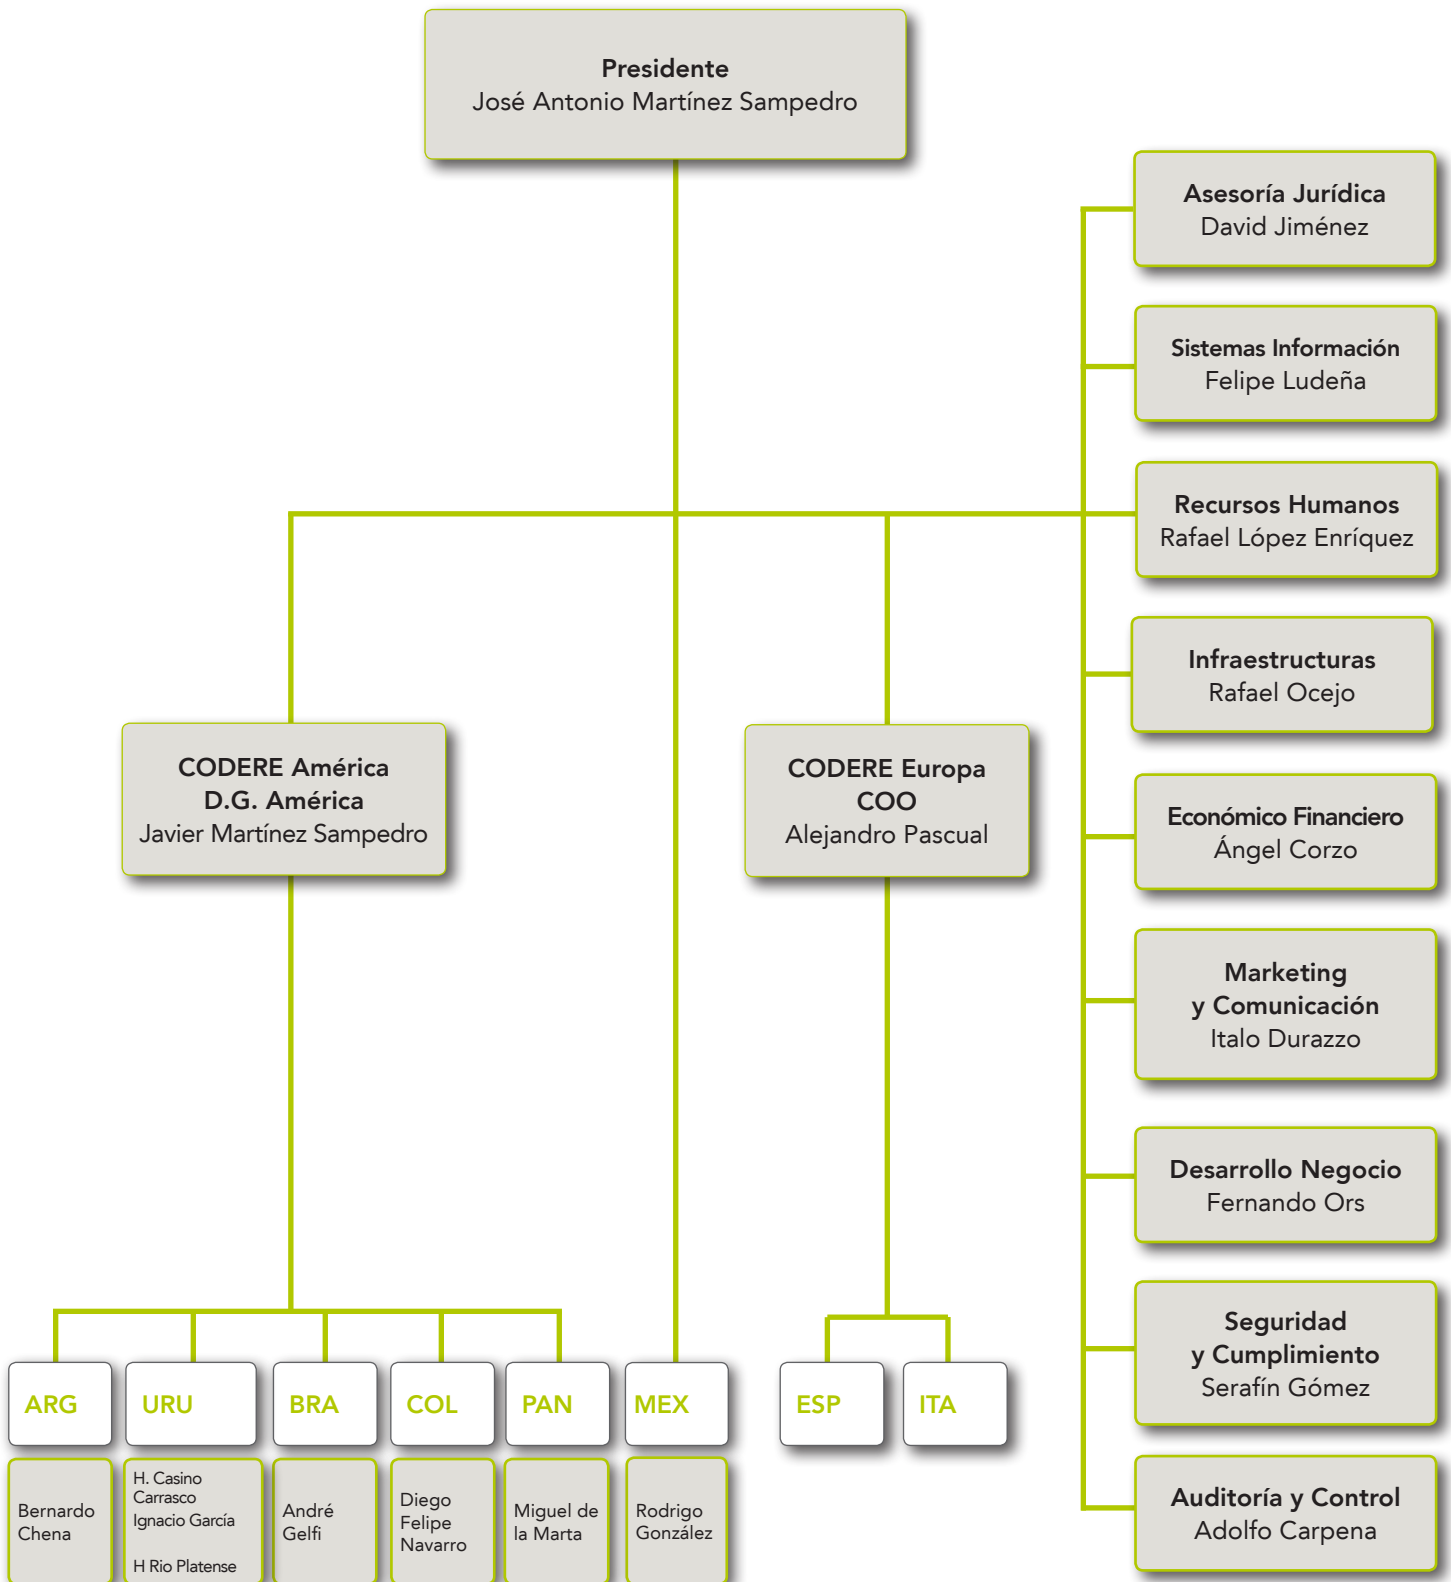 Presidente
José Antonio Martínez Sampedro
Asesoría Jurídica
David Jiménez
Sistemas Información
Felipe Ludeña
Recursos Humanos
Rafael López Enríquez
Infraestructuras
Rafael Ocejo
CODERE América
D.G. América
Javier Martínez Sampedro
CODERE Europa
COO
Alejandro Pascual
Económico Financiero
Ángel Corzo
Marketing
y Comunicación
Italo Durazzo
Desarrollo Negocio
Fernando Ors
Seguridad
y Cumplimiento
Serafín Gómez
Auditoría y Control
Adolfo Carpena
ARG
URU
BRA
COL
PAN
MEX
ESP
ITA
Bernardo
Chena
H. Casino
Carrasco
Ignacio García
H Rio Platense
André
Gelfi
Diego
Felipe
Navarro
Miguel de
la Marta
Rodrigo
González